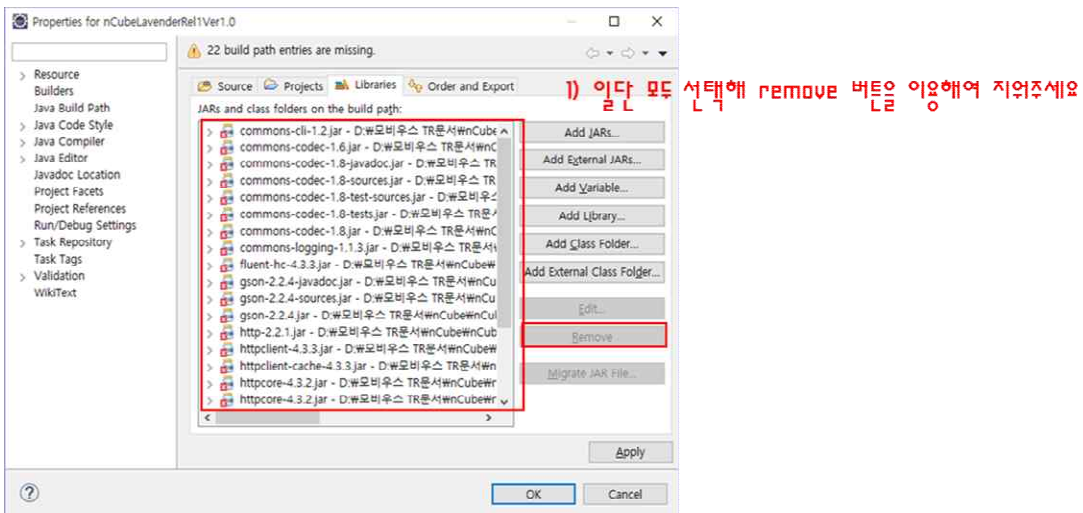 Properties for nCubeLavenderRel1Ver1.0
22 build path entries are missing.
Resource
Builders
Java Build Path
Java Code Style
Java Compiler
Java Editor
Javadoc Location
Project Facets
Project References
Run/Debug Settings
Task Repository
Task Tags
Validation
WikiText
Source
Projects
Libraries
Order and Export
1) 일단 모두 선택해 remove 버튼을 이용해여 지워주세요
JARs and class folders on the build path:
commons-cli-1.2.jar - D:₩모비우스 TR문서₩nCube
commons-codec-1.6.jar - D:₩모비우스 TR문서₩nC
commons-codec-1.8-javadoc.jar - D:₩모비우스 TR
commons-codec-1.8-sources.jar - D:₩모비우스 TR
commons-codec-1.8-test-sources.jar - D:₩모비우스
commons-codec-1.8-tests.jar - D:₩모비우스 TR문서
commons-codec-1.8.jar - D:₩모비우스 TR문서₩nC
commons-logging-1.1.3.jar - D:₩모비우스 TR문서₩
fluent-hc-4.3.3.jar - D:₩모비우스 TR문서₩nCube₩
gson-2.2.4-javadoc.jar - D:₩모비우스 TR문서₩nCu
gson-2.2.4-sources.jar - D:₩모비우스 TR문서₩nCu
gson-2.2.4.jar - D:₩모비우스 TR문서₩nCube₩nCul
http-2.2.1.jar - D:₩모비우스 TR문서₩nCube₩nCub
httpclient-4.3.3.jar - D:₩모비우스 TR문서₩nCube₩
httpclient-cache-4.3.3.jar - D:₩모비우스 TR문서₩n
httpcore-4.3.2.jar - D:₩모비우스 TR문서₩nCube₩r
httpcore-4.3.2.jar - D:₩모비우스 TR문서₩nCube₩r
Add JARs...
Add External JARs...
Add Variable...
Add Library...
Add Class Folder...
Add External Class Folder...
Edit...
Remove
Migrate JAR File...
Apply
OK
Cancel